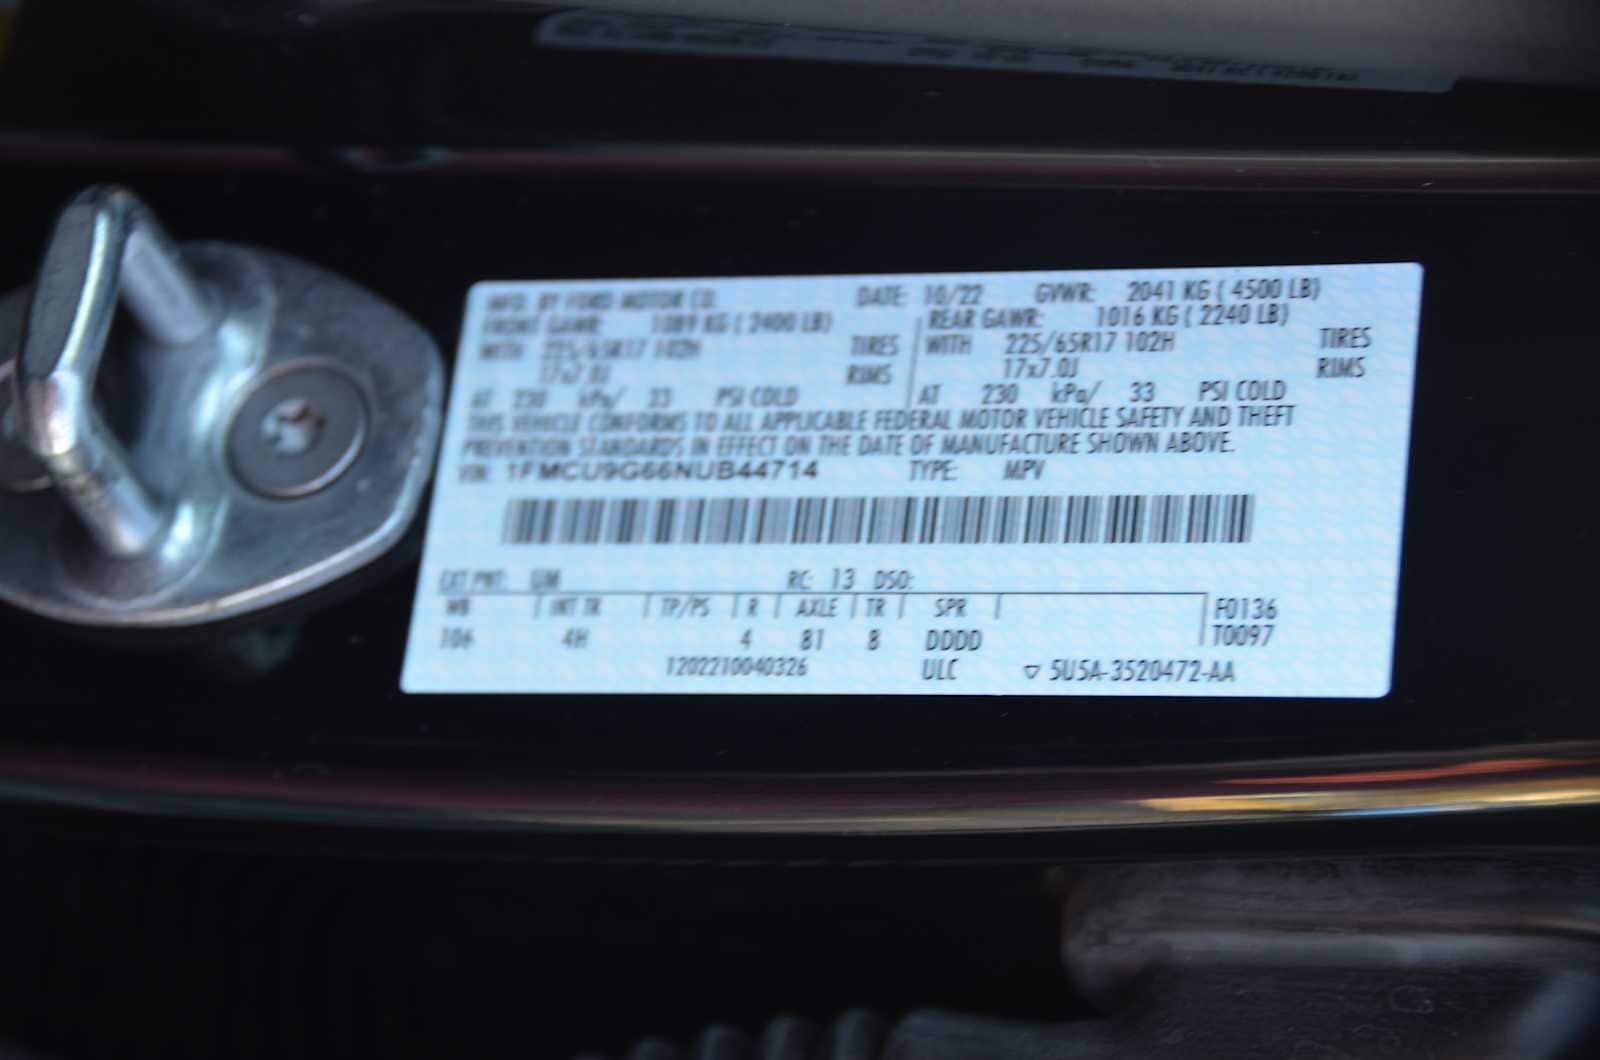 MFD. BY FORD MOTOR CO. DATE: 10/22 GVWR: 2041 KG ( 4500 LB)
FRONT GAWR: 1089 KG ( 2400 LB) REAR GAWR: 1016 KG ( 2240 LB)
WITH 225/65R17 102H TIRES WITH 225/65R17 102H TIRES
17x7.0J RIMS 17x7.0J RIMS
AT 230 kPa/ 33 PSI COLD AT 230 kPa/ 33 PSI COLD
THIS VEHICLE CONFORMS TO ALL APPLICABLE FEDERAL MOTOR VEHICLE SAFETY AND THEFT
PREVENTION STANDARDS IN EFFECT ON THE DATE OF MANUFACTURE SHOWN ABOVE.
VIN: 1FMCU9G66NUB44714 TYPE: MPV
EXT PNT: UM RC: 13 DSO:
WB INT TR TP/PS R AXLE TR SPR F0136
106 4H 4 81 8 DDDD T0097
1202210040326 ULC ▽ 5U5A-3520472-AA